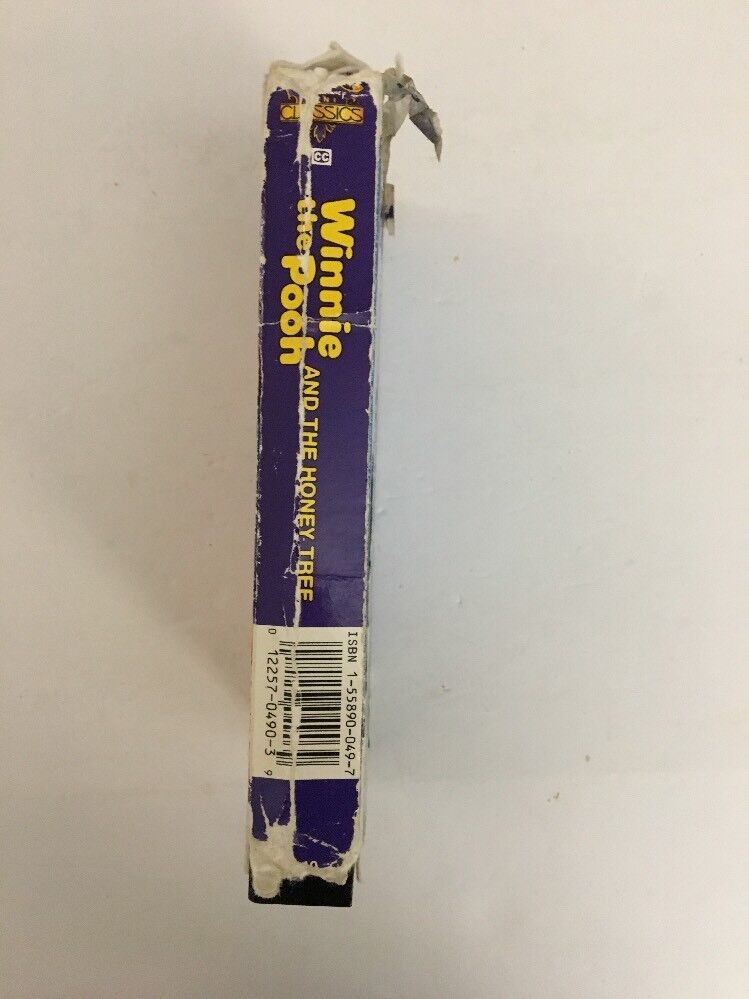 CLASSICS
CC
Winnie
the Pooh
AND THE HONEY TREE
ISBN 1-55890-049-7
0 12257-0490-3 9